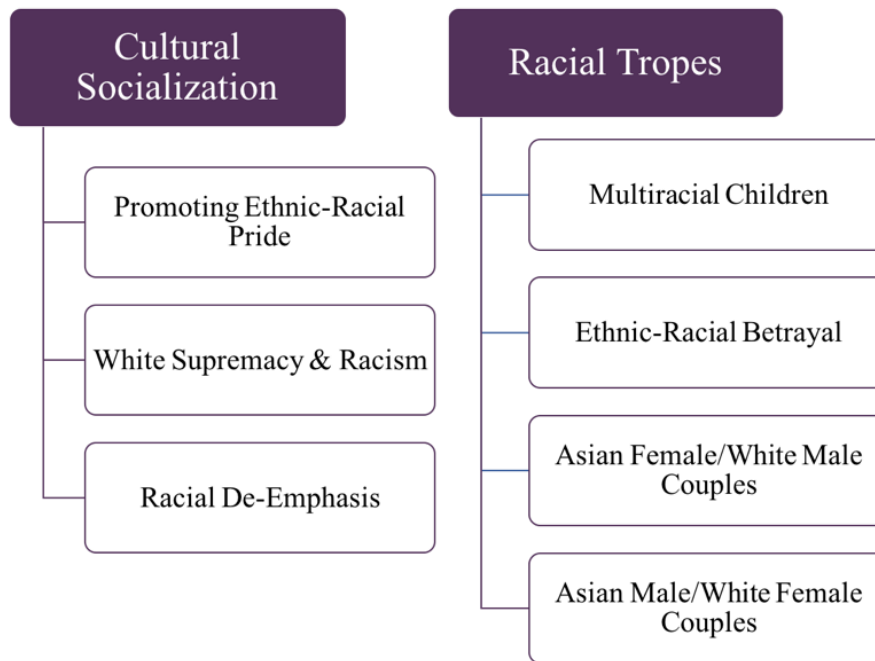 Cultural
Socialization
Promoting Ethnic-Racial
Pride
White Supremacy & Racism
Racial De-Emphasis
Racial Tropes
Multiracial Children
Ethnic-Racial Betrayal
Asian Female/White Male
Couples
Asian Male/White Female
Couples